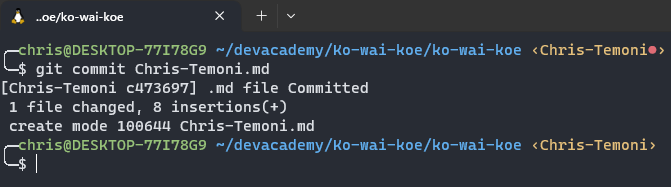 ..oe/ko-wai-koe
chris@DESKTOP-77I78G9 ~/devacademy/Ko-wai-koe/ko-wai-koe ‹Chris-Temoni●›
$ git commit Chris-Temoni.md
[Chris-Temoni c473697] .md file Committed
1 file changed, 8 insertions(+)
create mode 100644 Chris-Temoni.md
chris@DESKTOP-77I78G9 ~/devacademy/Ko-wai-koe/ko-wai-koe ‹Chris-Temoni›
$